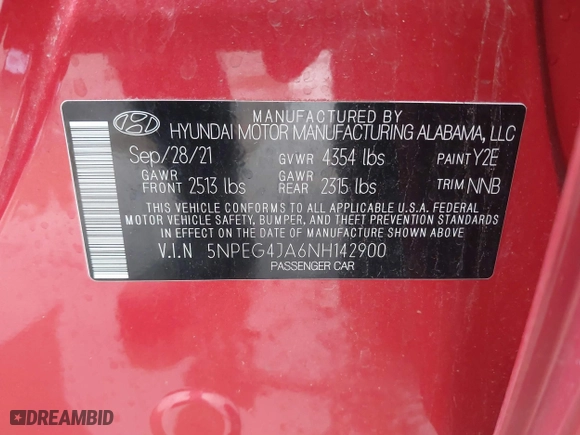 MANUFACTURED BY
HYUNDAI MOTOR MANUFACTURING ALABAMA, LLC
Sep/28/21 GVWR 4354 lbs PAINT Y2E
GAWR FRONT 2513 lbs GAWR REAR 2315 lbs TRIM NNB
THIS VEHICLE CONFORMS TO ALL APPLICABLE U.S.A. FEDERAL
MOTOR VEHICLE SAFETY, BUMPER, AND THEFT PREVENTION STANDARDS
IN EFFECT ON THE DATE OF MANUFACTURE SHOWN ABOVE
V.I.N 5NPEG4JA6NH142900
PASSENGER CAR
DREAMBID